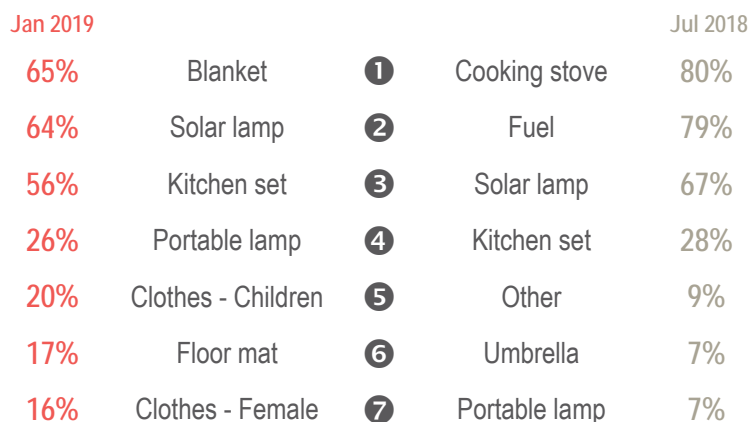 Jan 2019 Jul 2018
65% Blanket ❶ Cooking stove 80%
64% Solar lamp ❷ Fuel 79%
56% Kitchen set ❸ Solar lamp 67%
26% Portable lamp ❹ Kitchen set 28%
20% Clothes - Children ❺ Other 9%
17% Floor mat ❻ Umbrella 7%
16% Clothes - Female ❼ Portable lamp 7%